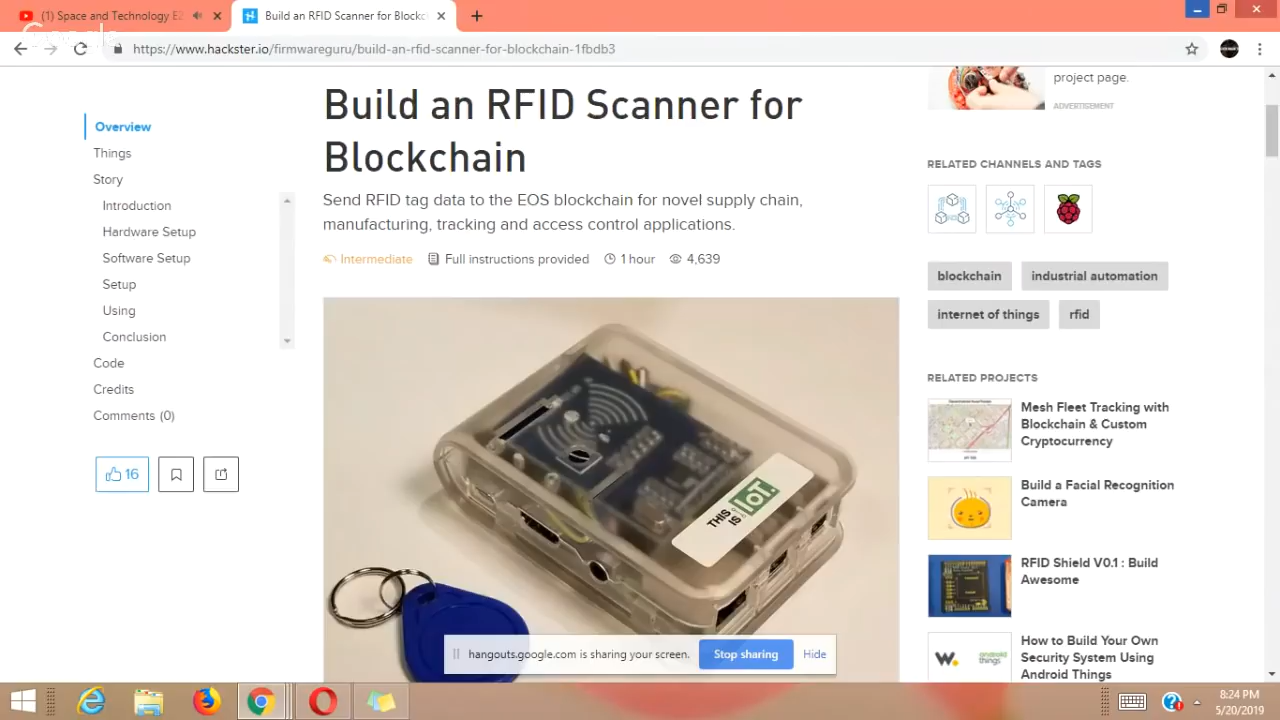 (1) Space and Technology E
Build an RFID Scanner for Blockc
Google
https://www.hackster.io/firmwareguru/build-an-rfid-scanner-for-blockchain-1fbdb3
Overview
Things
Story
Introduction
Hardware Setup
Software Setup
Setup
Using
Conclusion
Code
Credits
Comments (0)
16
Build an RFID Scanner for
Blockchain
Send RFID tag data to the EOS blockchain for novel supply chain,
manufacturing, tracking and access control applications.
Intermediate
Full instructions provided
1 hour
4,639
THIS
IS
IoT.
project page.
ADVERTISEMENT
RELATED CHANNELS AND TAGS
blockchain
industrial automation
internet of things
rfid
RELATED PROJECTS
Mesh Fleet Tracking with
Blockchain & Custom
Cryptocurrency
Build a Facial Recognition
Camera
RFID Shield V0.1 : Build
Awesome
w.
androID
things
How to Build Your Own
Security System Using
Android Things
hangouts.google.com is sharing your screen.
Stop sharing
Hide
8:24 PM
5/20/2019